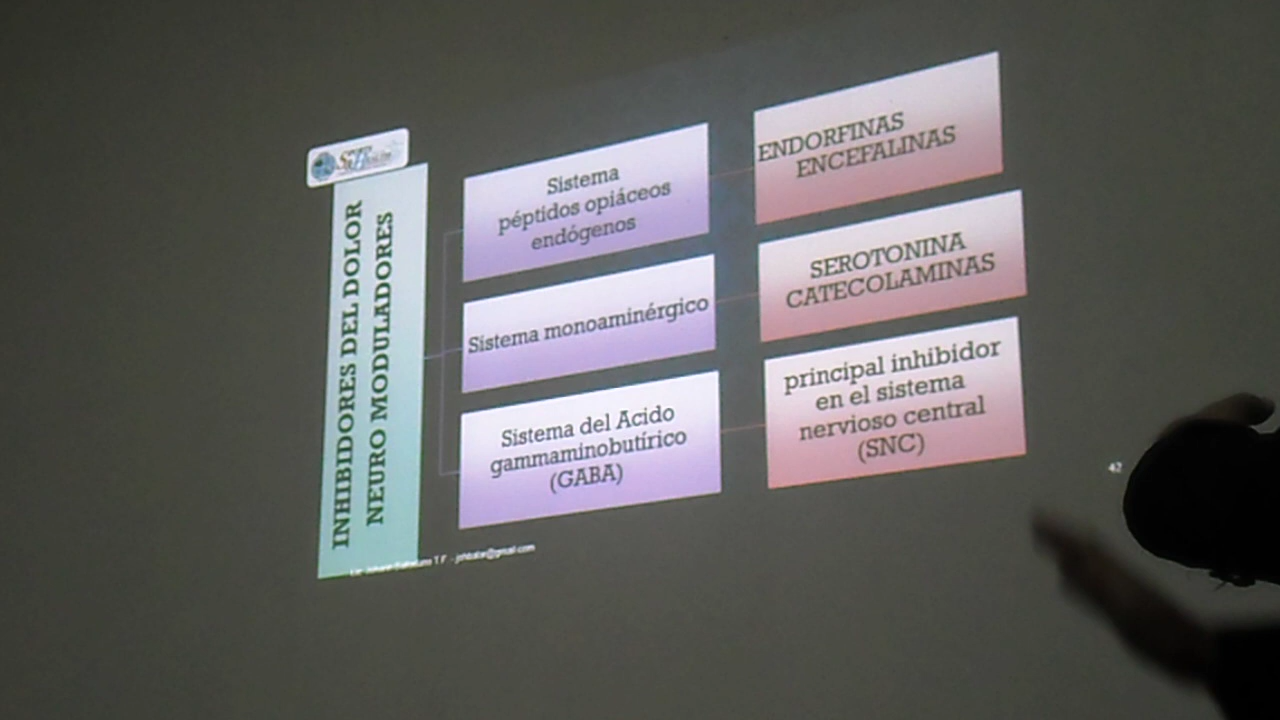 INHIBIDORES DEL DOLOR
NEURO MODULADORES
Sistema
péptidos opiáceos
endógenos
ENDORFINAS
ENCEFALINAS
Sistema monoaminérgico
SEROTONINA
CATECOLAMINAS
Sistema del Acido
gammaminobutírico
(GABA)
principal inhibidor
en el sistema
nervioso central
(SNC)
42